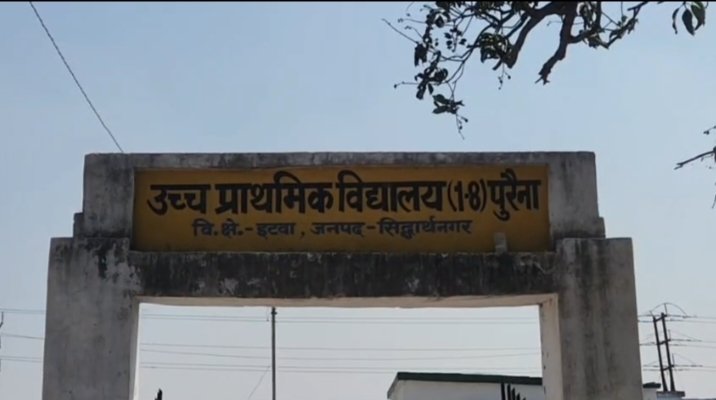 उच्च प्राथमिक विद्यालय (1-8) पुरैना
वि.क्षे.-इटवा, जनपद-सिद्धार्थनगर